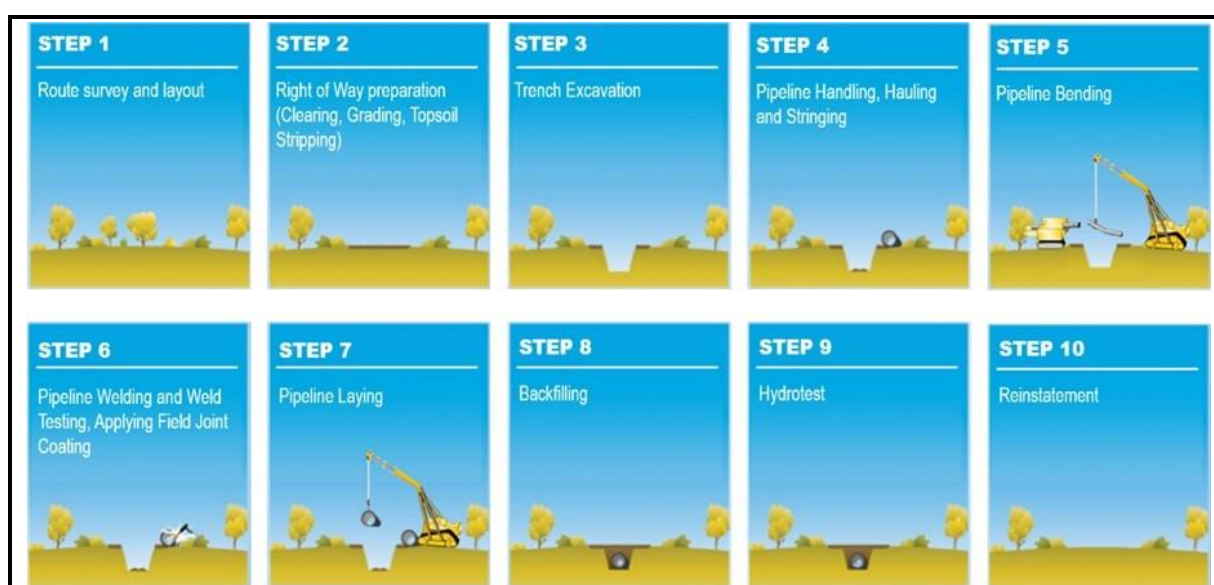 STEP 1
Route survey and layout
STEP 2
Right of Way preparation
(Clearing, Grading, Topsoil
Stripping)
STEP 3
Trench Excavation
STEP 4
Pipeline Handling, Hauling
and Stringing
STEP 5
Pipeline Bending
STEP 6
Pipeline Welding and Weld
Testing, Applying Field Joint
Coating
STEP 7
Pipeline Laying
STEP 8
Backfilling
STEP 9
Hydrotest
STEP 10
Reinstatement